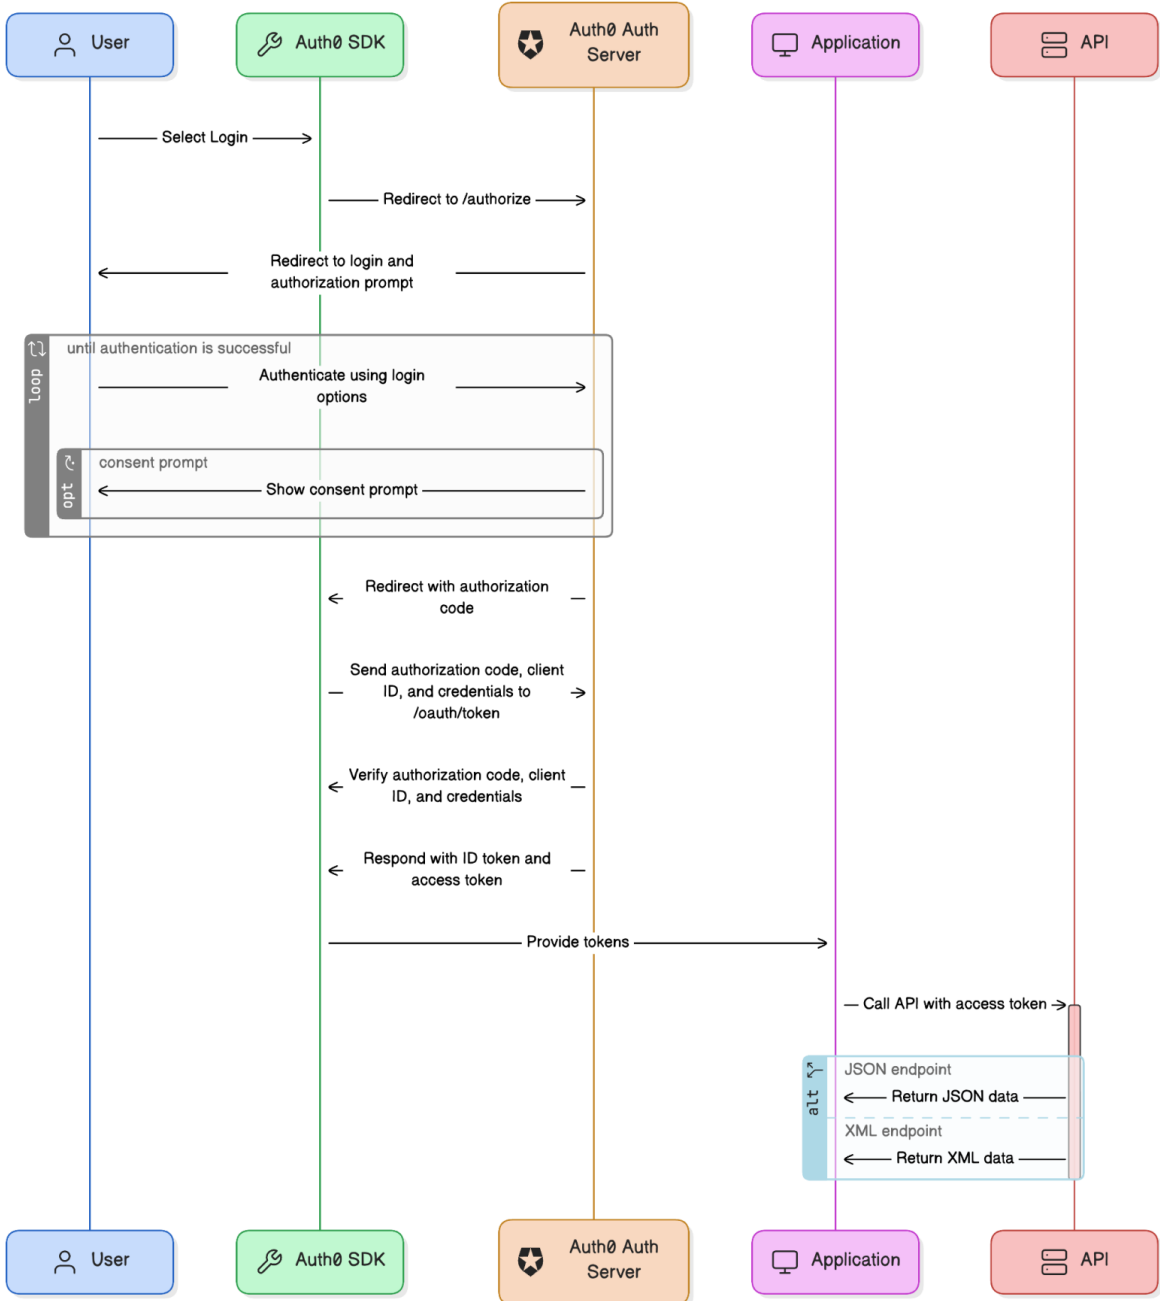 User
Auth0 SDK
Auth0 Auth
Server
Application
API
Select Login
Redirect to /authorize
Redirect to login and
authorization prompt
loop
until authentication is successful
Authenticate using login
options
opt
consent prompt
Show consent prompt
Redirect with authorization
code
Send authorization code, client
ID, and credentials to
/oauth/token
Verify authorization code, client
ID, and credentials
Respond with ID token and
access token
Provide tokens
Call API with access token
alt
JSON endpoint
Return JSON data
XML endpoint
Return XML data
User
Auth0 SDK
Auth0 Auth
Server
Application
API